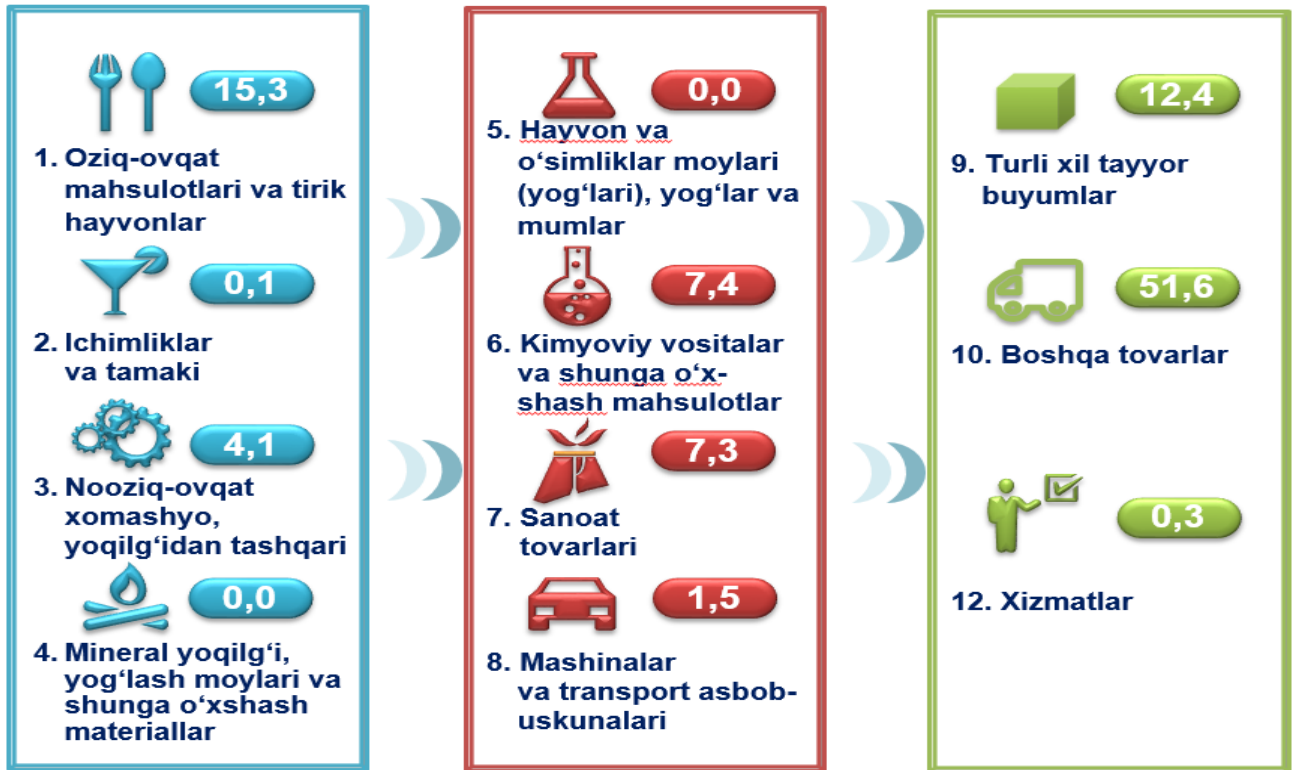 15,3
1. Oziq-ovqat
mahsulotlari va tirik
hayvonlar
0,1
2. Ichimliklar
va tamaki
4,1
3. Nooziq-ovqat
xomashyo,
yoqilg‘idan tashqari
0,0
4. Mineral yoqilg‘i,
yog‘lash moylari va
shunga o‘xshash
materiallar
0,0
5. Hayvon va
o‘simliklar moylari
(yog‘lari), yog‘lar va
mumlar
7,4
6. Kimyoviy vositalar
va shunga o‘x-
shash mahsulotlar
7,3
7. Sanoat
tovarlari
1,5
8. Mashinalar
va transport asbob-
uskunalari
12,4
9. Turli xil tayyor
buyumlar
51,6
10. Boshqa tovarlar
0,3
12. Xizmatlar